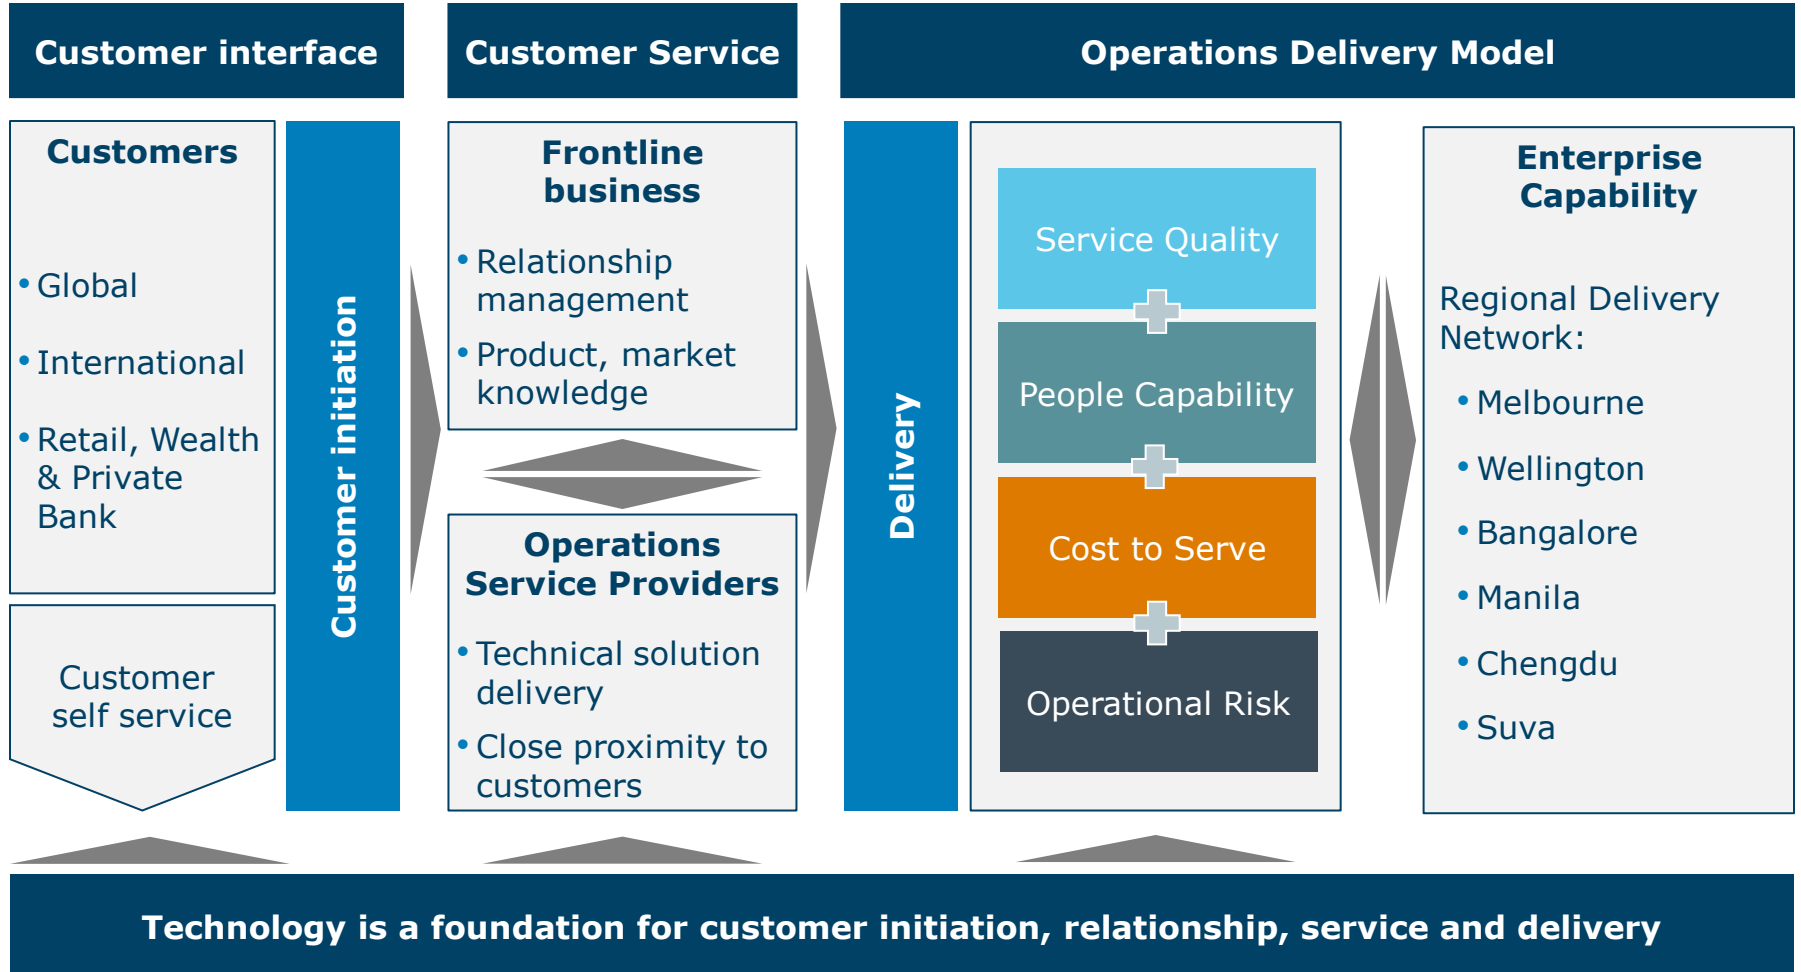 Customer interface
Customer Service
Operations Delivery Model
Customers
• Global
• International
• Retail, Wealth
& Private
Bank
Customer
self service
Customer initiation
Frontline
business
• Relationship
management
• Product, market
knowledge
Operations
Service Providers
• Technical solution
delivery
• Close proximity to
customers
Delivery
Service Quality
People Capability
Cost to Serve
Operational Risk
Enterprise
Capability
Regional Delivery
Network:
• Melbourne
• Wellington
• Bangalore
• Manila
• Chengdu
• Suva
Technology is a foundation for customer initiation, relationship, service and delivery